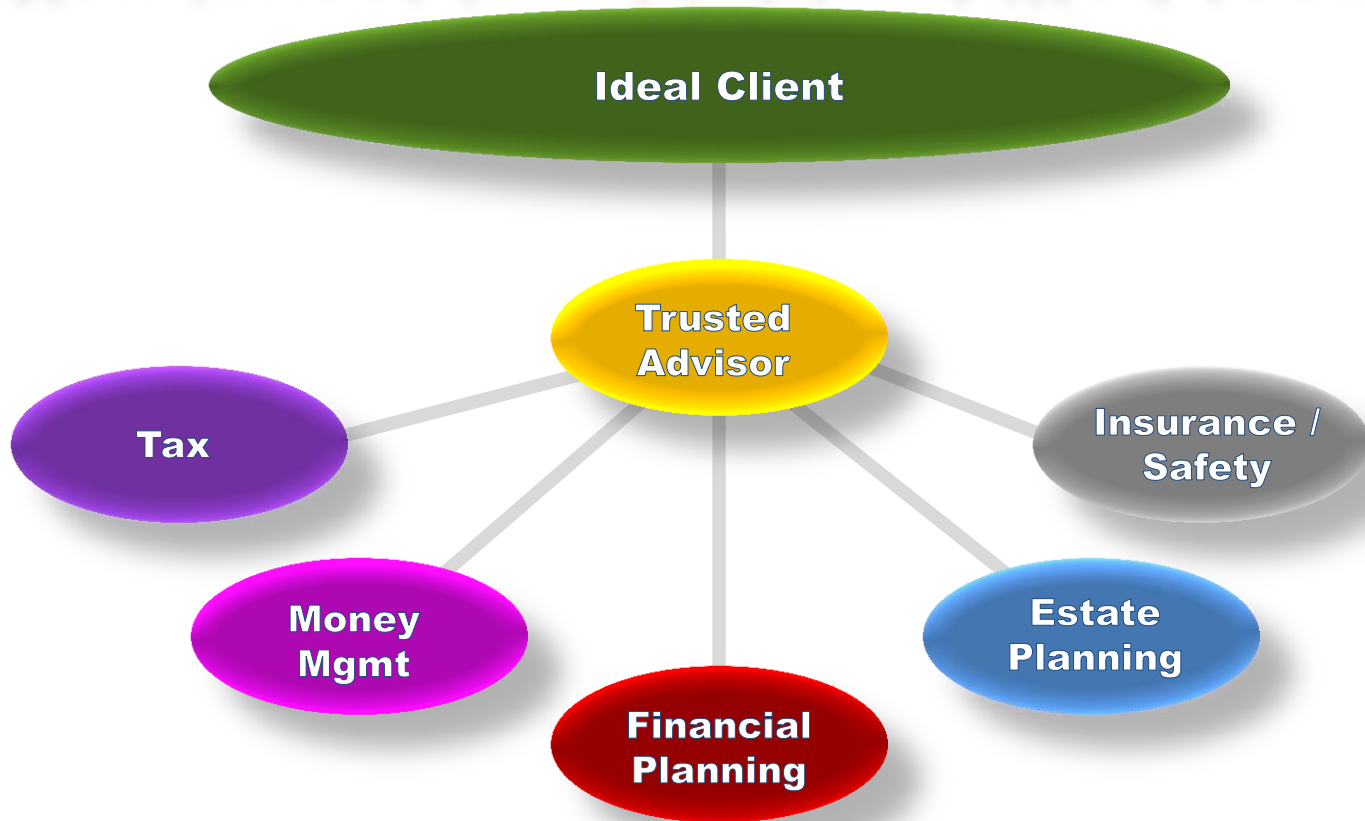 Ideal Client
Trusted
Advisor
Tax
Insurance /
Safety
Money
Mgmt
Estate
Planning
Financial
Planning